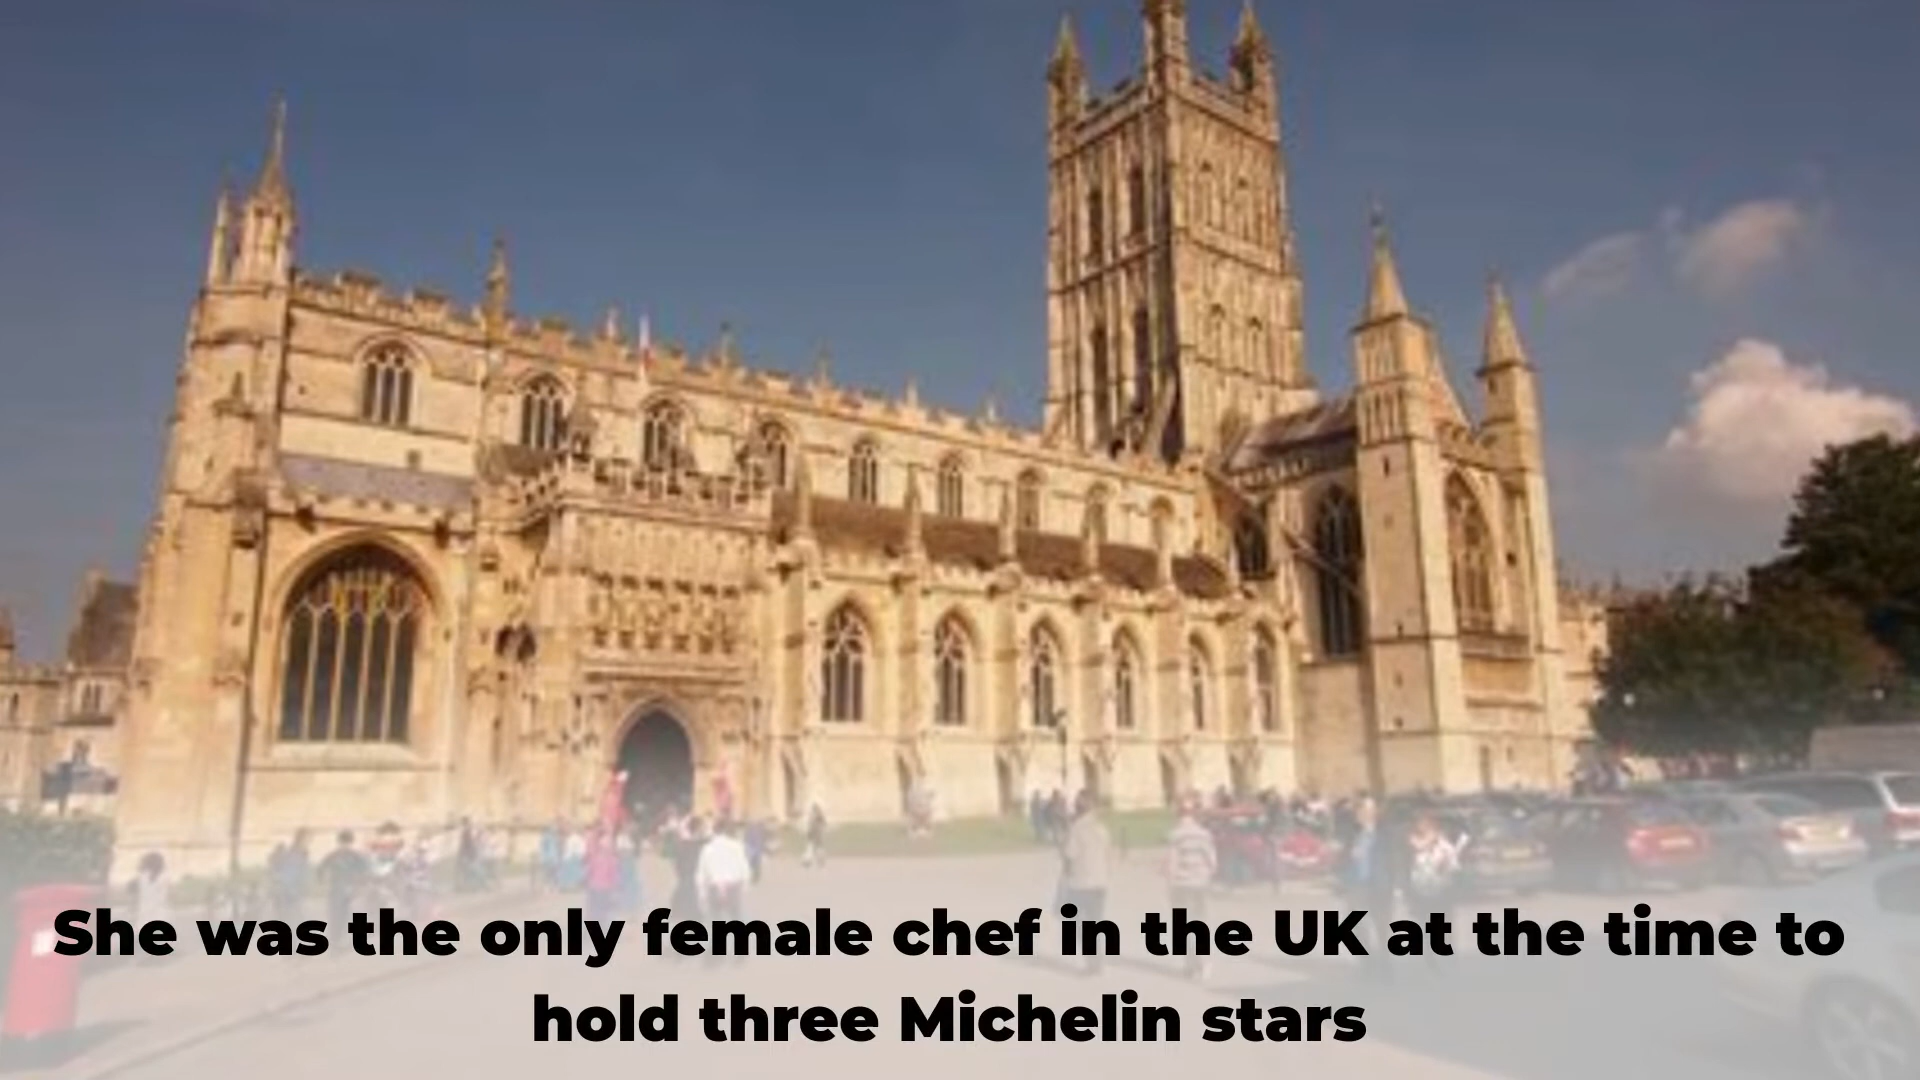 She was the only female chef in the UK at the time to
hold three Michelin stars